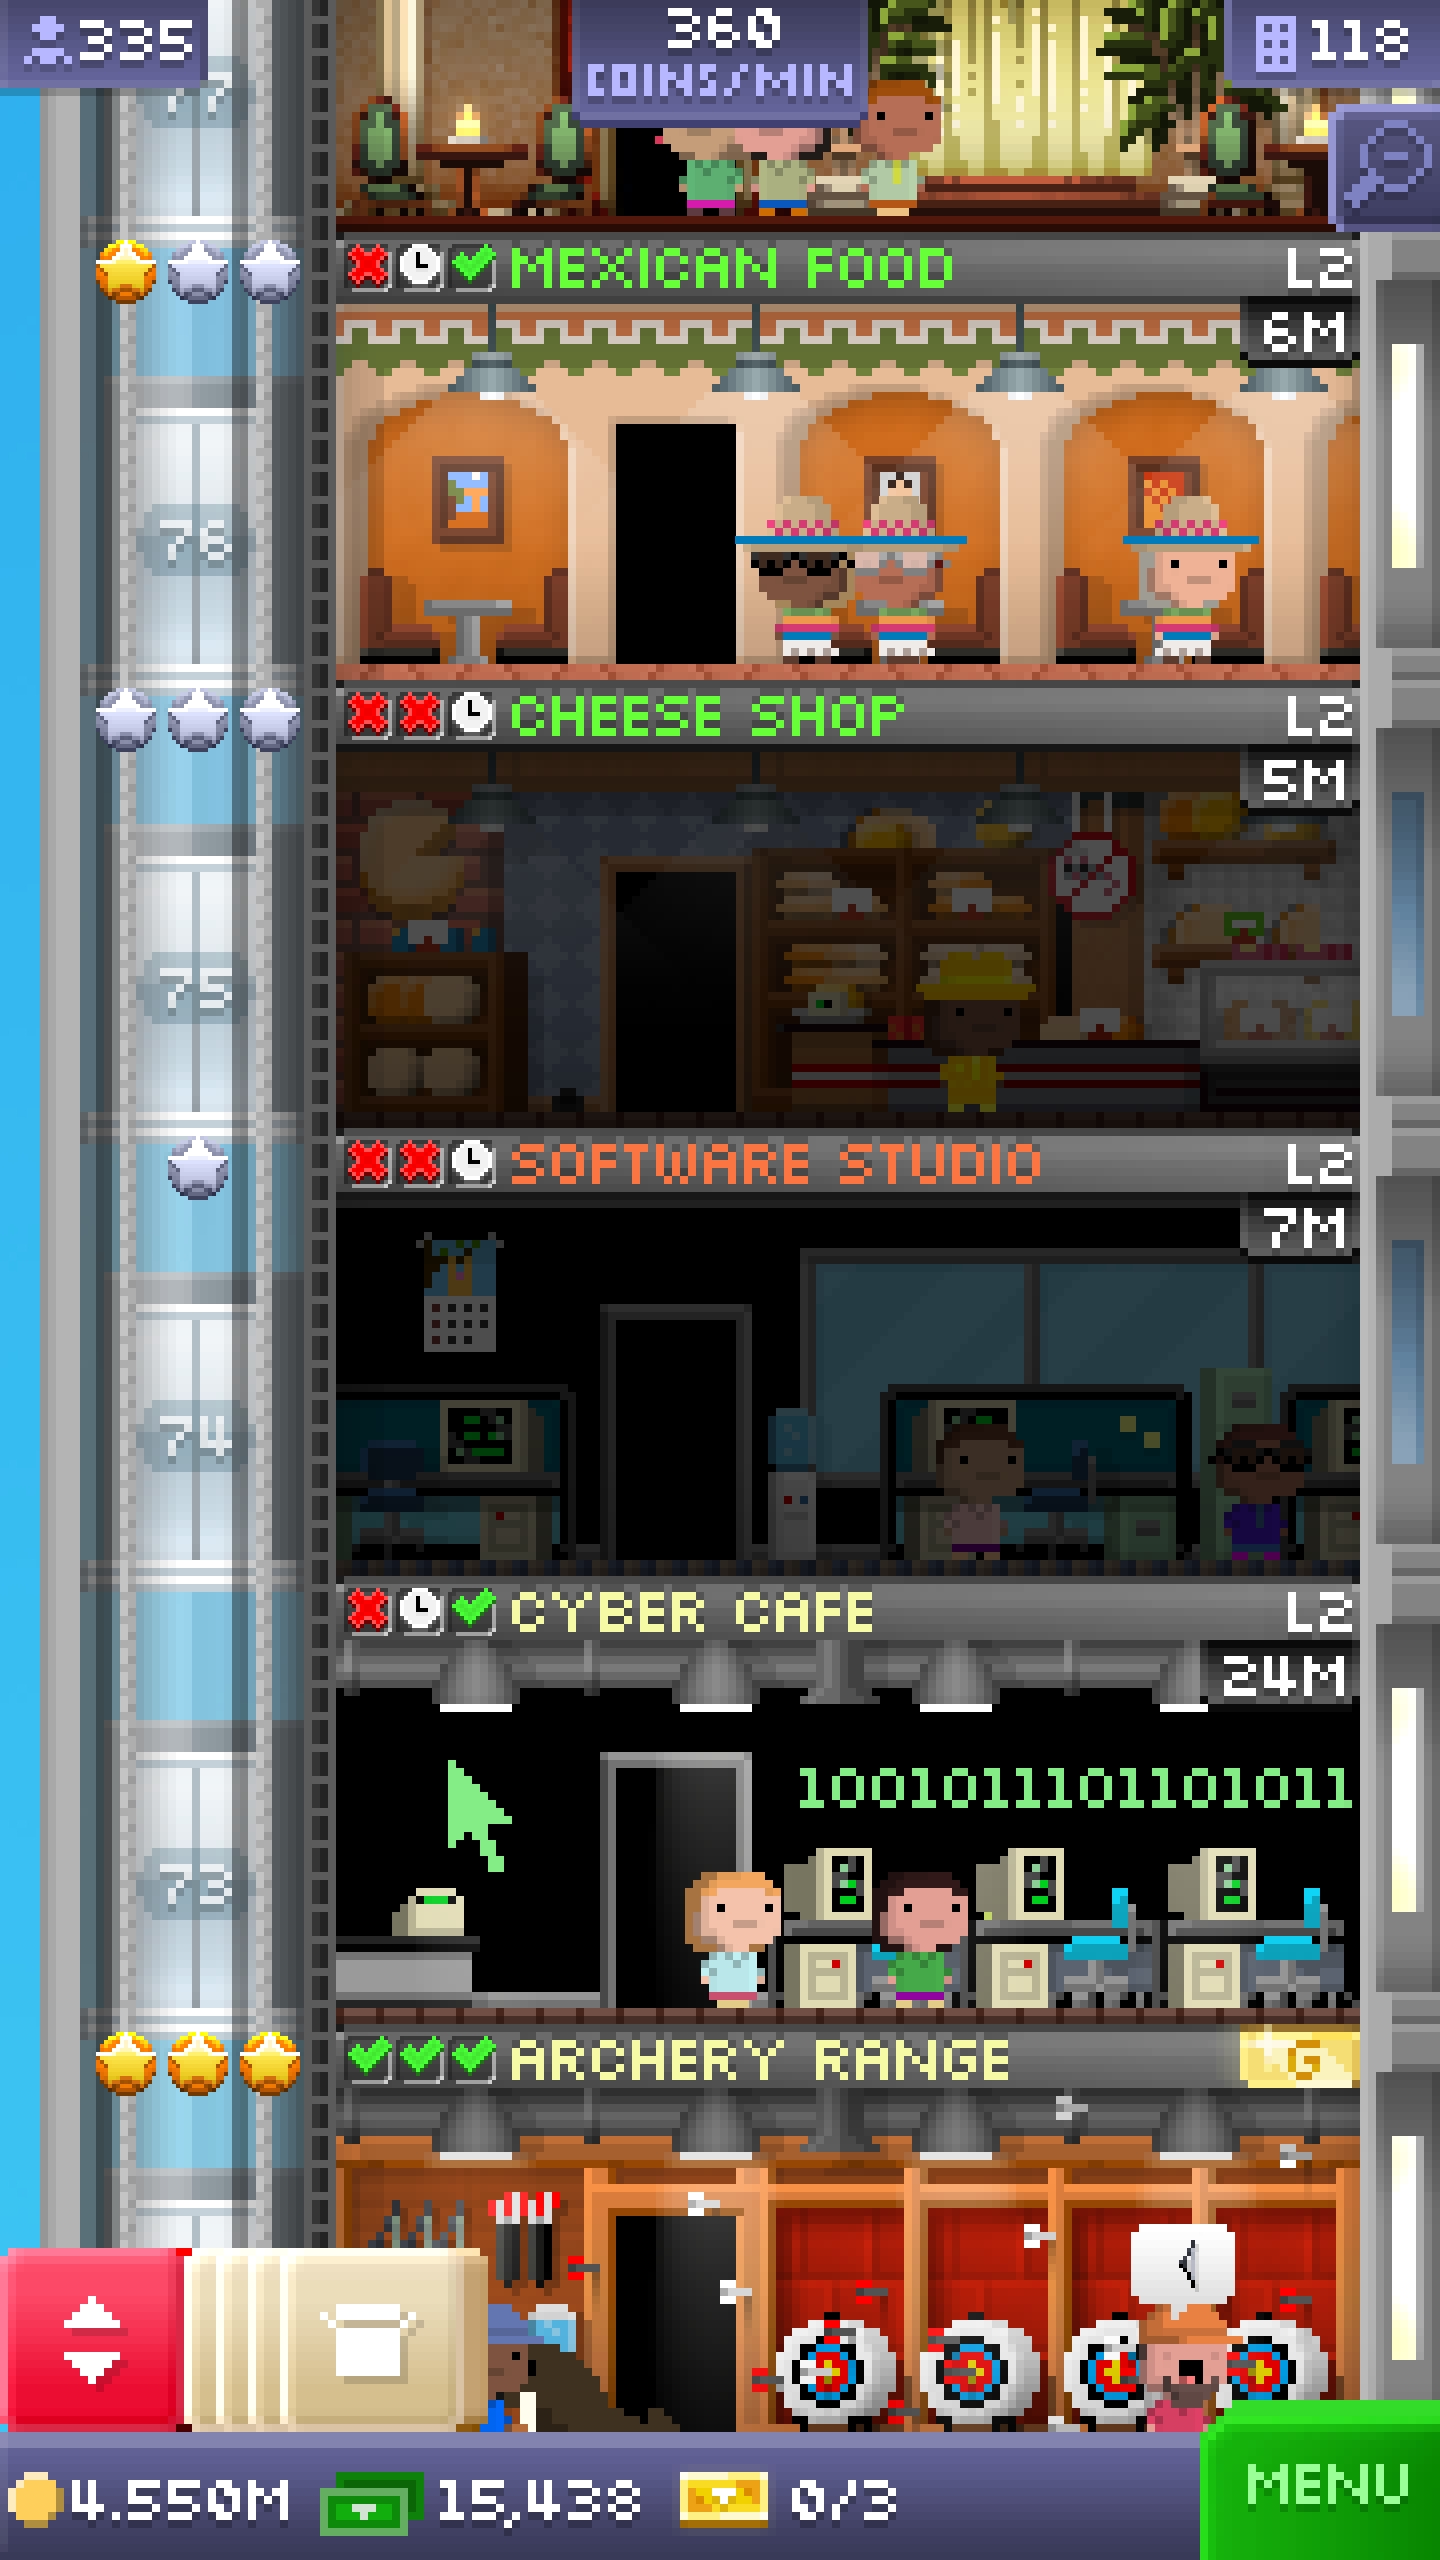 335
360
COINS/MIN
118
77
MEXICAN FOOD
L2
6M
76
CHEESE SHOP
L2
5M
75
SOFTWARE STUDIO
L2
7M
74
CYBER CAFE
L2
24M
1001011101101011
73
ARCHERY RANGE
G
4.550M
15,438
0/3
MENU